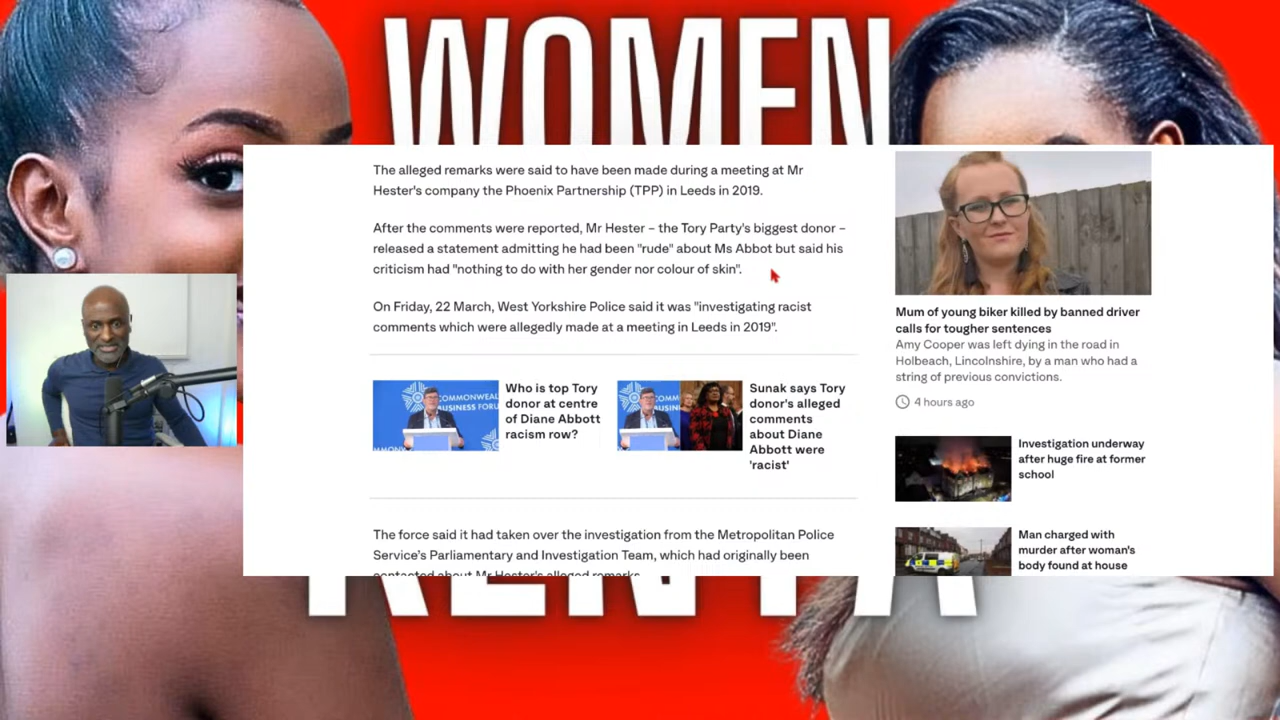 WOMEN
The alleged remarks were said to have been made during a meeting at Mr
Hester's company the Phoenix Partnership (TPP) in Leeds in 2019.
After the comments were reported, Mr Hester – the Tory Party's biggest donor –
released a statement admitting he had been "rude" about Ms Abbot but said his
criticism had "nothing to do with her gender nor colour of skin".
On Friday, 22 March, West Yorkshire Police said it was "investigating racist
comments which were allegedly made at a meeting in Leeds in 2019".
Who is top Tory
donor at centre
of Diane Abbott
racism row?
Sunak says Tory
donor's alleged
comments
about Diane
Abbott were
'racist'
The force said it had taken over the investigation from the Metropolitan Police
Service's Parliamentary and Investigation Team, which had originally been
contacted about Mr Hester's alleged remarks.
Mum of young biker killed by banned driver
calls for tougher sentences
Amy Cooper was left dying in the road in
Holbeach, Lincolnshire, by a man who had a
string of previous convictions.
4 hours ago
Investigation underway
after huge fire at former
school
Man charged with
murder after woman's
body found at house